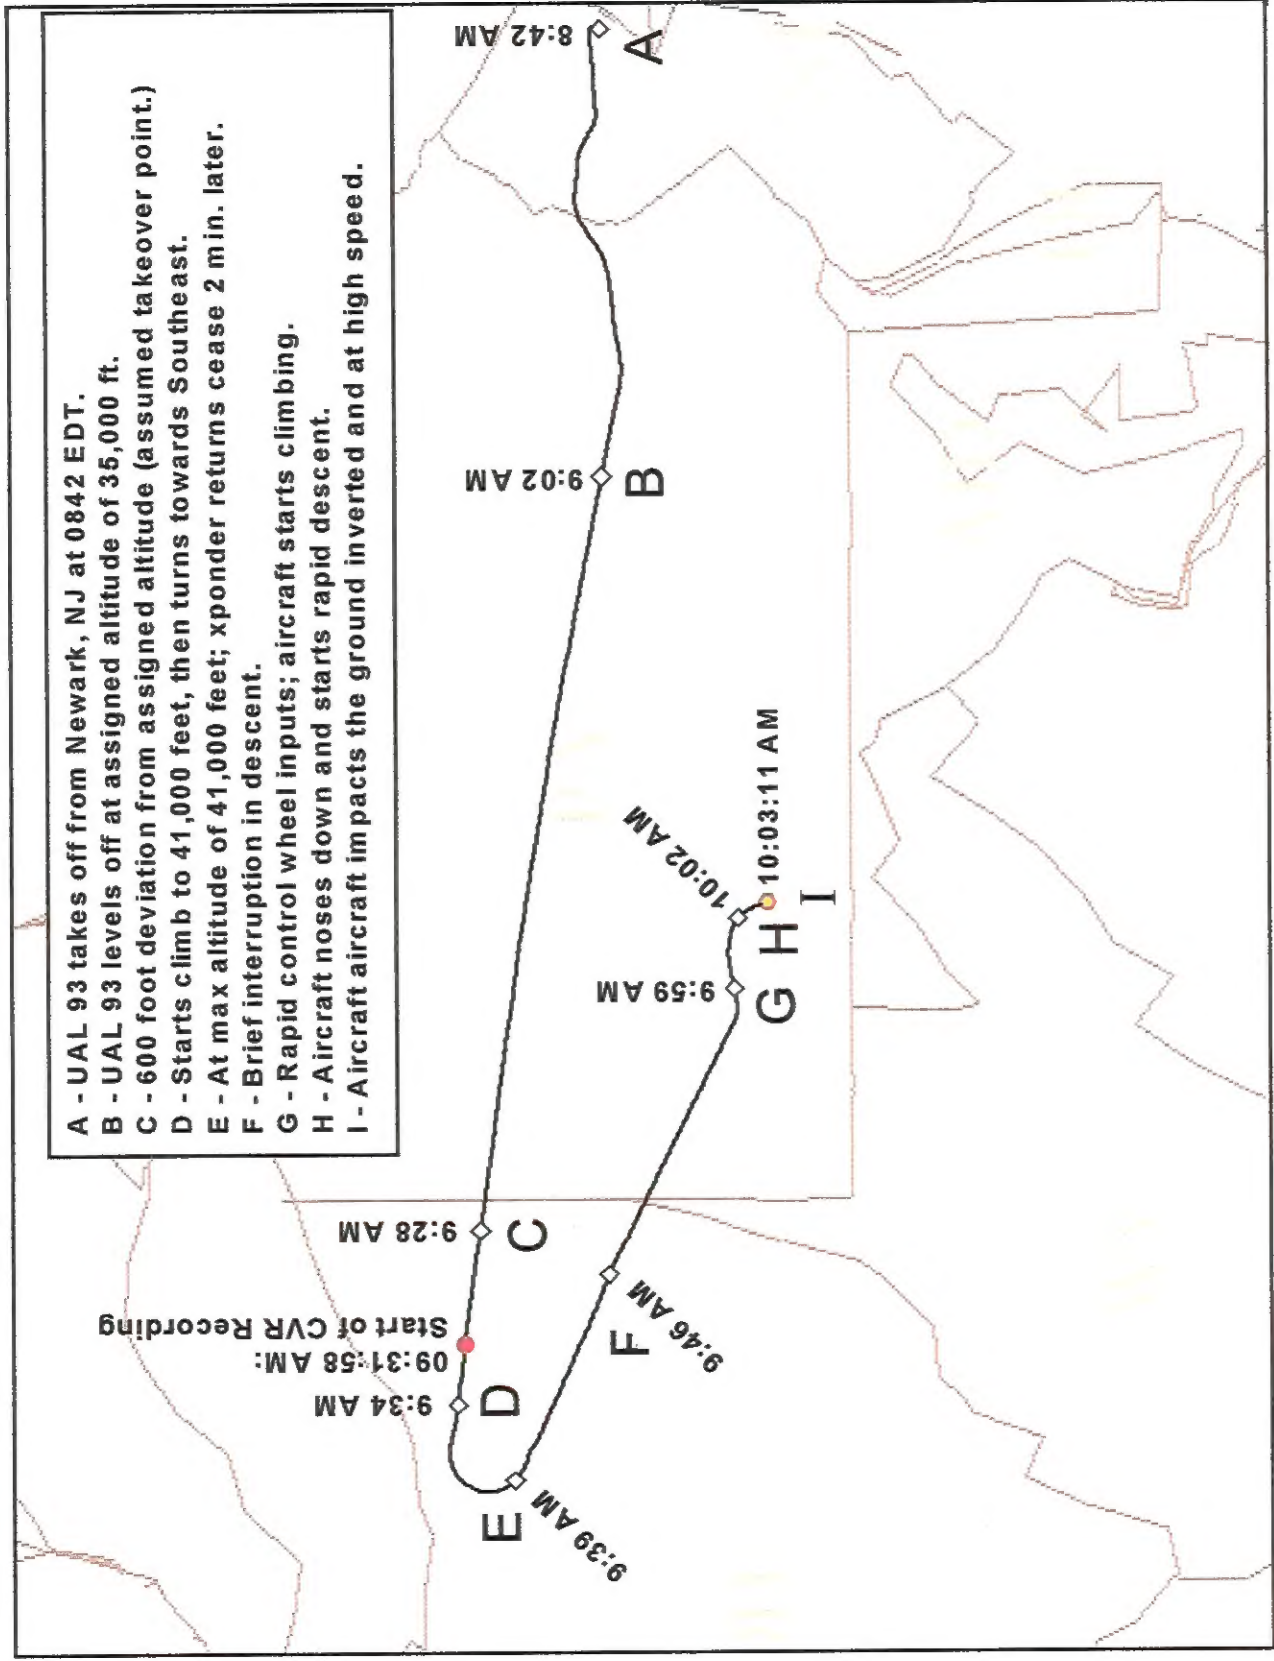 A - UAL 93 takes off from Newark, NJ at 0842 EDT.
B - UAL 93 levels off at assigned altitude of 35,000 ft.
C - 600 foot deviation from assigned altitude (assumed takeover point.)
D - Starts climb to 41,000 feet, then turns towards Southeast.
E - At max altitude of 41,000 feet; xponder returns cease 2 min. later.
F - Brief interruption in descent.
G - Rapid control wheel inputs; aircraft starts climbing.
H - Aircraft noses down and starts rapid descent.
I - Aircraft aircraft impacts the ground inverted and at high speed.
8:42 AM
A
9:02 AM
B
9:28 AM
C
09:31:58 AM:
Start of CVR Recording
9:34 AM
D
E
9:39 AM
F
9:46 AM
9:59 AM
G
10:02 AM
H
10:03:11 AM
I